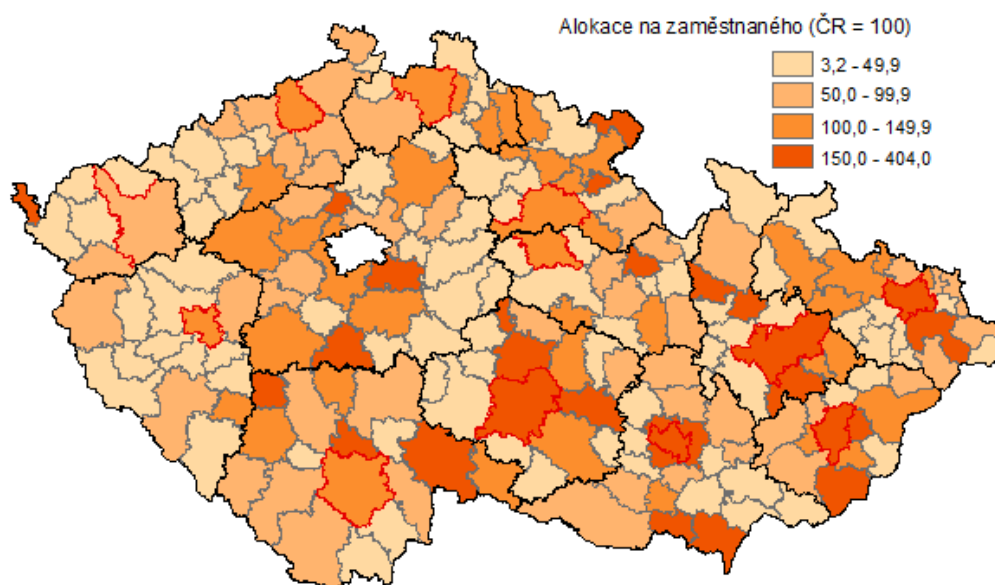 Alokace na zaměstnaného (ČR = 100)
3,2 - 49,9
50,0 - 99,9
100,0 - 149,9
150,0 - 404,0